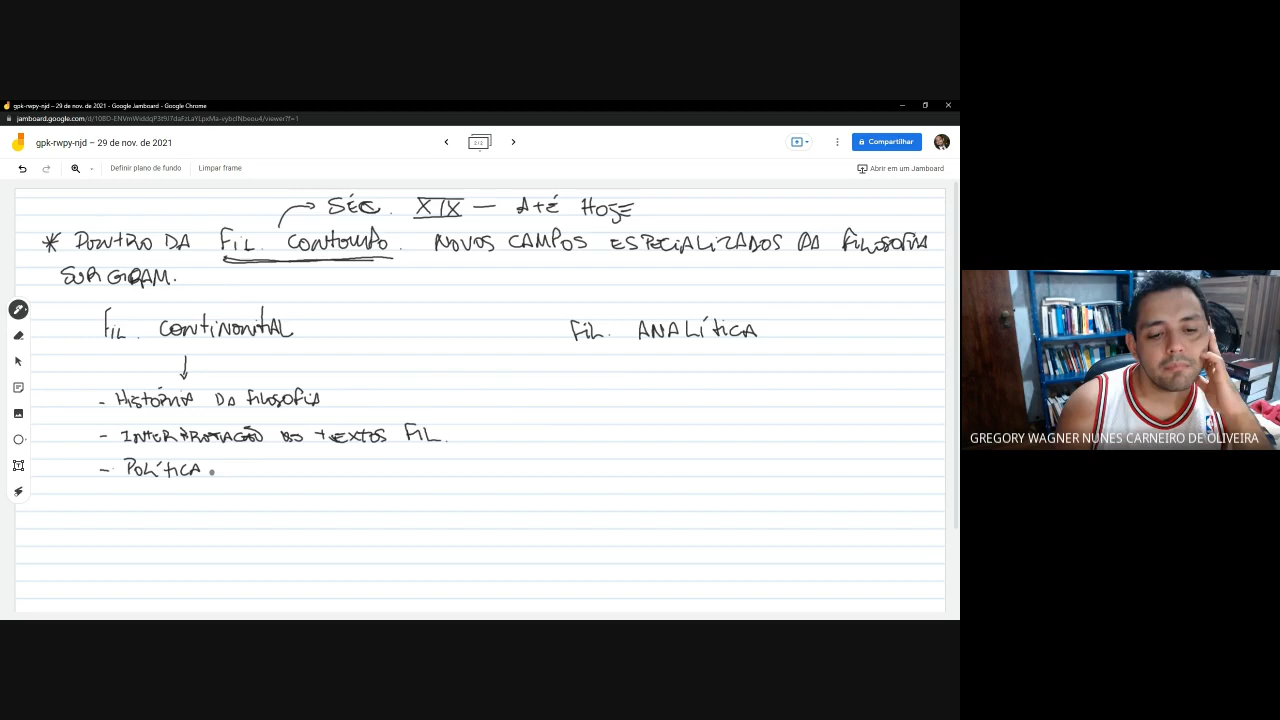 gpk-rwpy-njd – 29 de nov. de 2021 - Google Jamboard - Google Chrome
gpk-rwpy-njd – 29 de nov. de 2021
2/2
Compartilhar
Definir plano de fundo
Limpar frame
Abrir em um Jamboard
SÉC. XIX — ATÉ HOJE
* DENTRO DA FIL. CONTEMPO. NOVOS CAMPOS ESPECIALIZADOS DA FILOSOFIA
SURGIRAM.
FIL. CONTINENTAL
FIL. ANALÍTICA
- HISTÓRIA DA FILOSOFIA
- INTERPRETAÇÃO DOS TEXTOS FIL.
- POLÍTICA
GREGORY WAGNER NUNES CARNEIRO DE OLIVEIRA